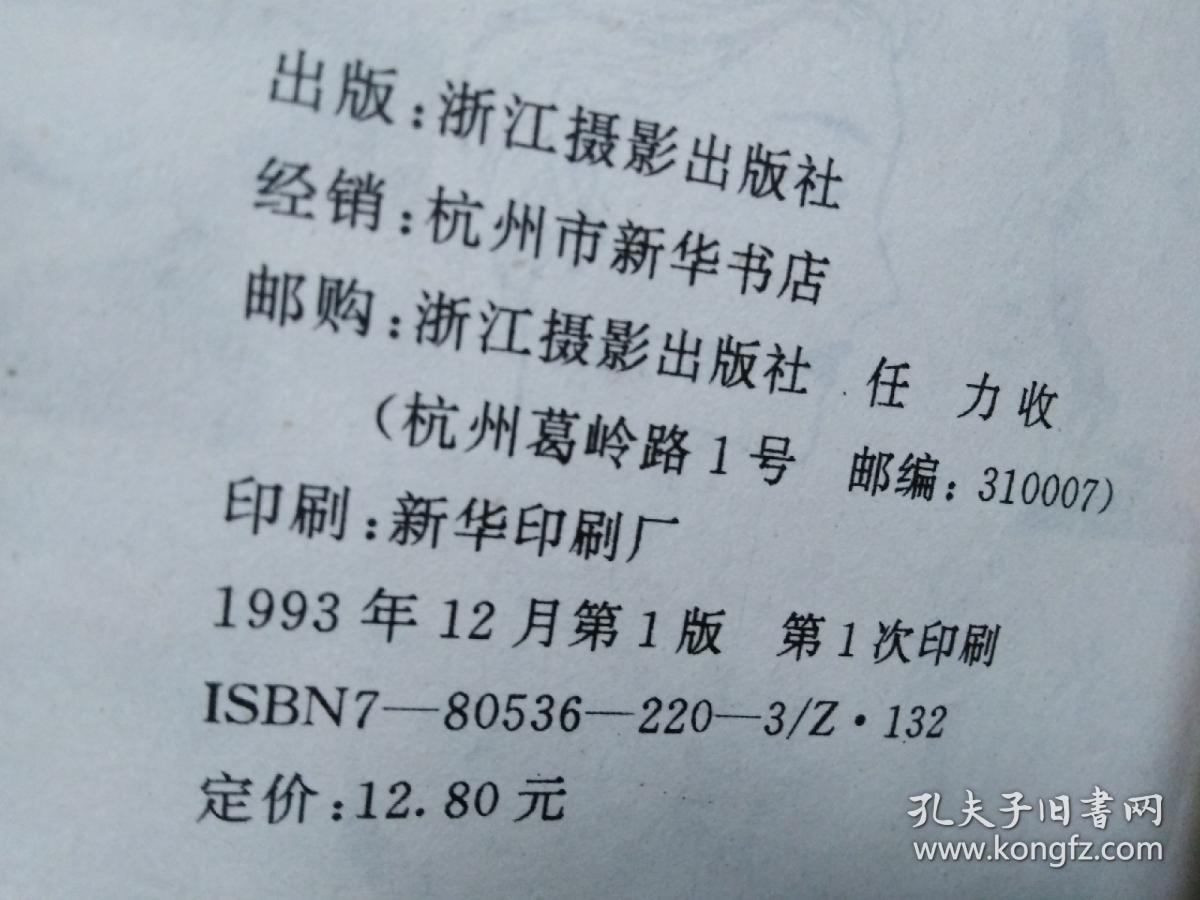 出版：浙江摄影出版社
经销：杭州市新华书店
邮购：浙江摄影出版社 任 力收
（杭州葛岭路1号 邮编：310007）
印刷：新华印刷厂
1993年12月第1版 第1次印刷
ISBN7—80536—220—3/Z·132
定价：12.80元
孔夫子旧书网
www.kongfz.com